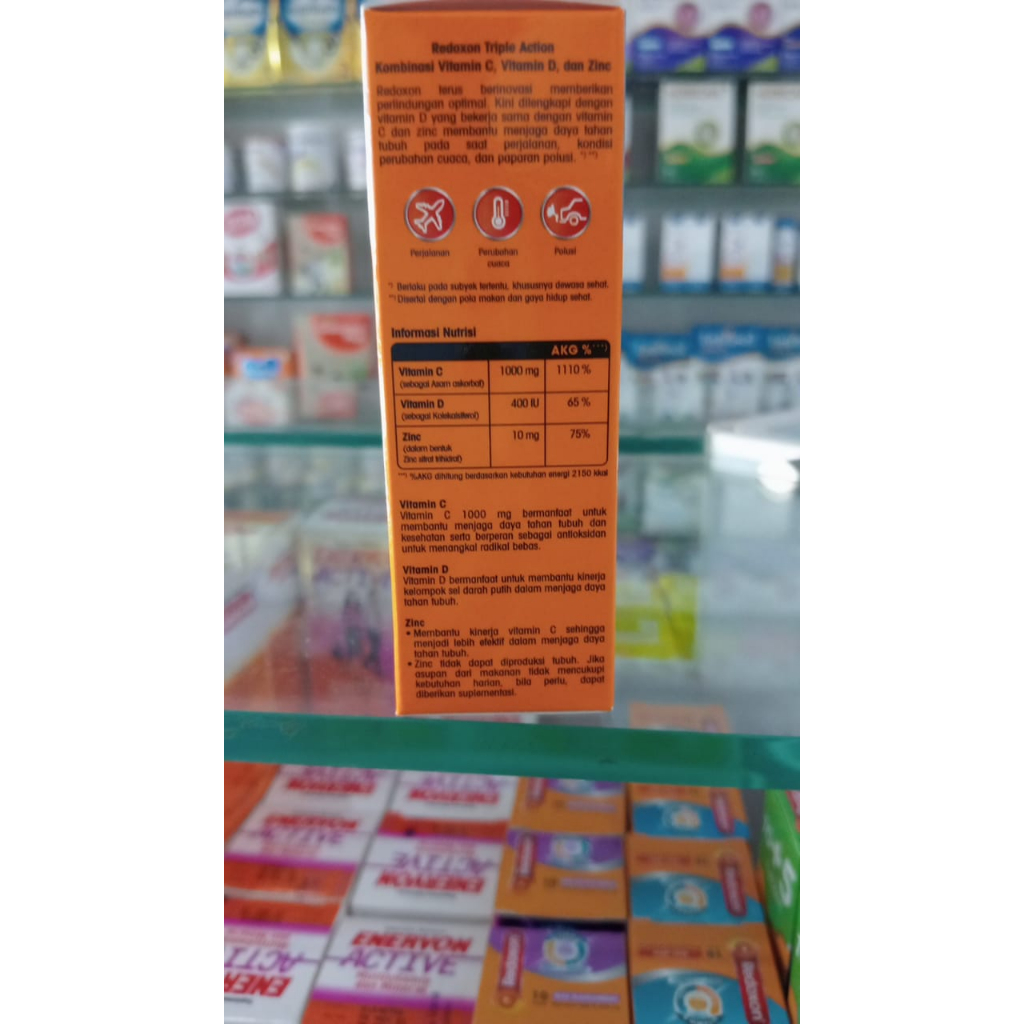 Redoxon Triple Action
Kombinasi Vitamin C, Vitamin D, dan Zinc
Redoxon terus berinovasi memberikan
perlindungan optimal. Kini dilengkapi dengan
vitamin D yang bekerja sama dengan vitamin
C dan zinc membantu menjaga daya tahan
tubuh pada saat perjalanan, kondisi
perubahan cuaca, dan paparan polusi. *) **)
Perjalanan
Perubahan
cuaca
Polusi
*) Berlaku pada subyek tertentu, khususnya dewasa sehat.
**) Disertai dengan pola makan dan gaya hidup sehat.
Informasi Nutrisi
AKG % ***)
Vitamin C 1000 mg 1110 %
(sebagai Asam askorbat)
Vitamin D 400 IU 65 %
(sebagai Kolekalsiferol)
Zinc 10 mg 75%
(dalam bentuk
Zinc sitrat trihidrat)
***) %AKG dihitung berdasarkan kebutuhan energi 2150 kkal
Vitamin C
Vitamin C 1000 mg bermanfaat untuk
membantu menjaga daya tahan tubuh dan
kesehatan serta berperan sebagai antioksidan
untuk menangkal radikal bebas.
Vitamin D
Vitamin D bermanfaat untuk membantu kinerja
kelompok sel darah putih dalam menjaga daya
tahan tubuh.
Zinc
• Membantu kinerja vitamin C sehingga
menjadi lebih efektif dalam menjaga daya
tahan tubuh.
• Zinc tidak dapat diproduksi tubuh. Jika
asupan dari makanan tidak mencukupi
kebutuhan harian, bila perlu, dapat
diberikan suplementasi.
ENERVON
ACTIVE
ENERVON
ACTIVE
ENERVON
ACTIVE
Redoxon
Redoxon
Redoxon
Redoxon